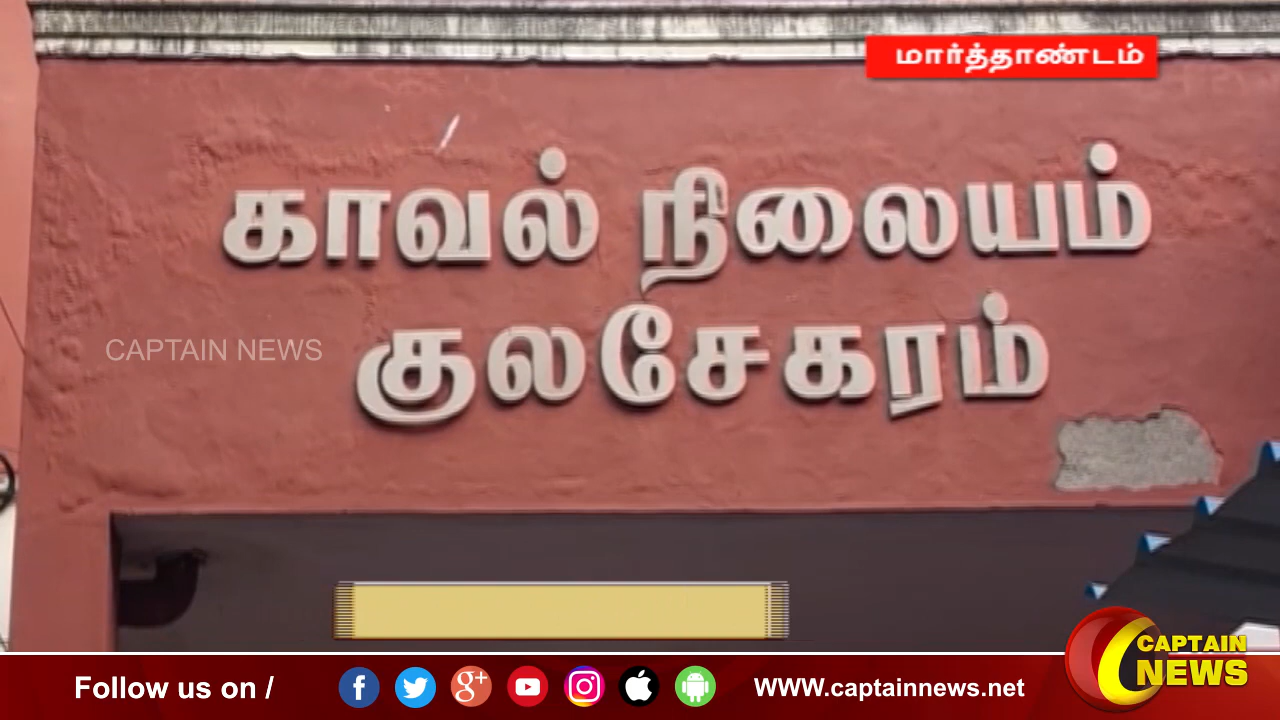 மார்த்தாண்டம்
காவல் நிலையம்
குலசேகரம்
CAPTAIN NEWS
Follow us on /
WWW.captainnews.net
CAPTAIN
NEWS